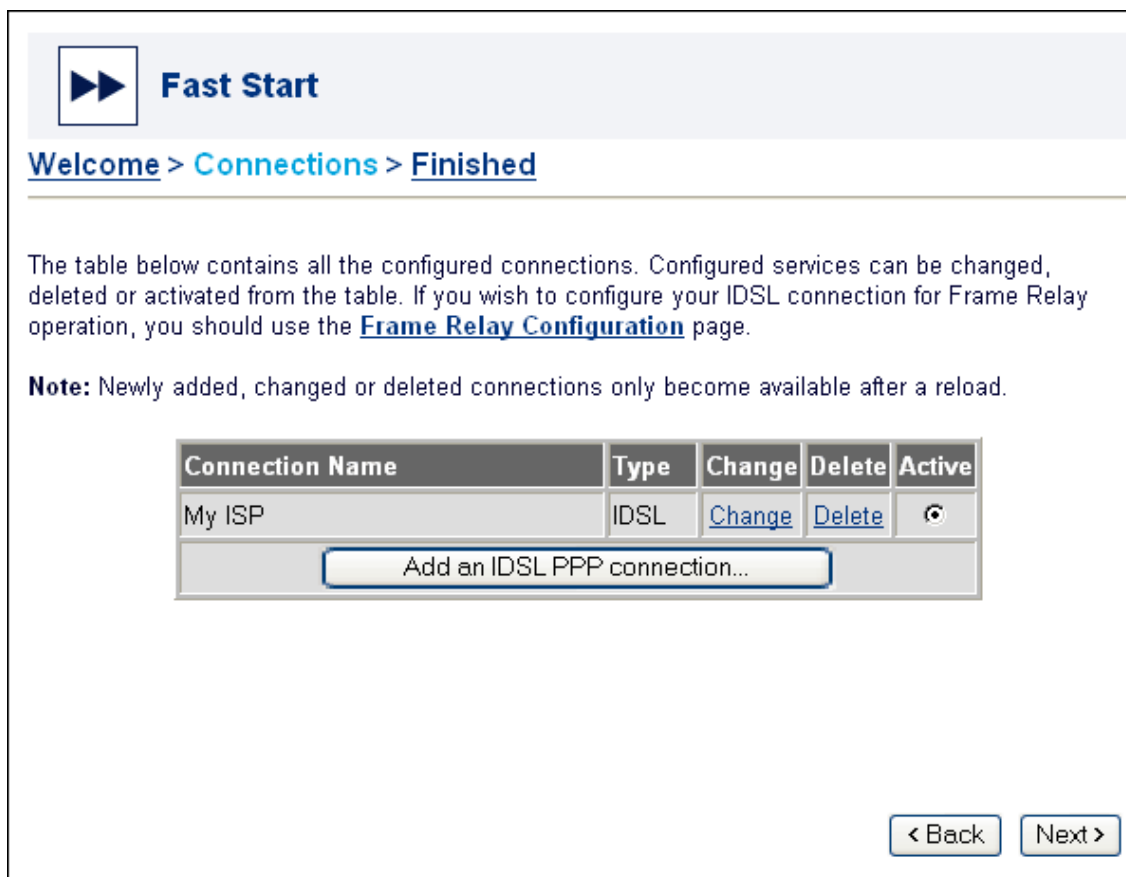 Fast Start
Welcome > Connections > Finished
The table below contains all the configured connections. Configured services can be changed,
deleted or activated from the table. If you wish to configure your IDSL connection for Frame Relay
operation, you should use the Frame Relay Configuration page.
Note: Newly added, changed or deleted connections only become available after a reload.
Connection Name Type Change Delete Active
My ISP IDSL Change Delete
Add an IDSL PPP connection...
< Back Next >